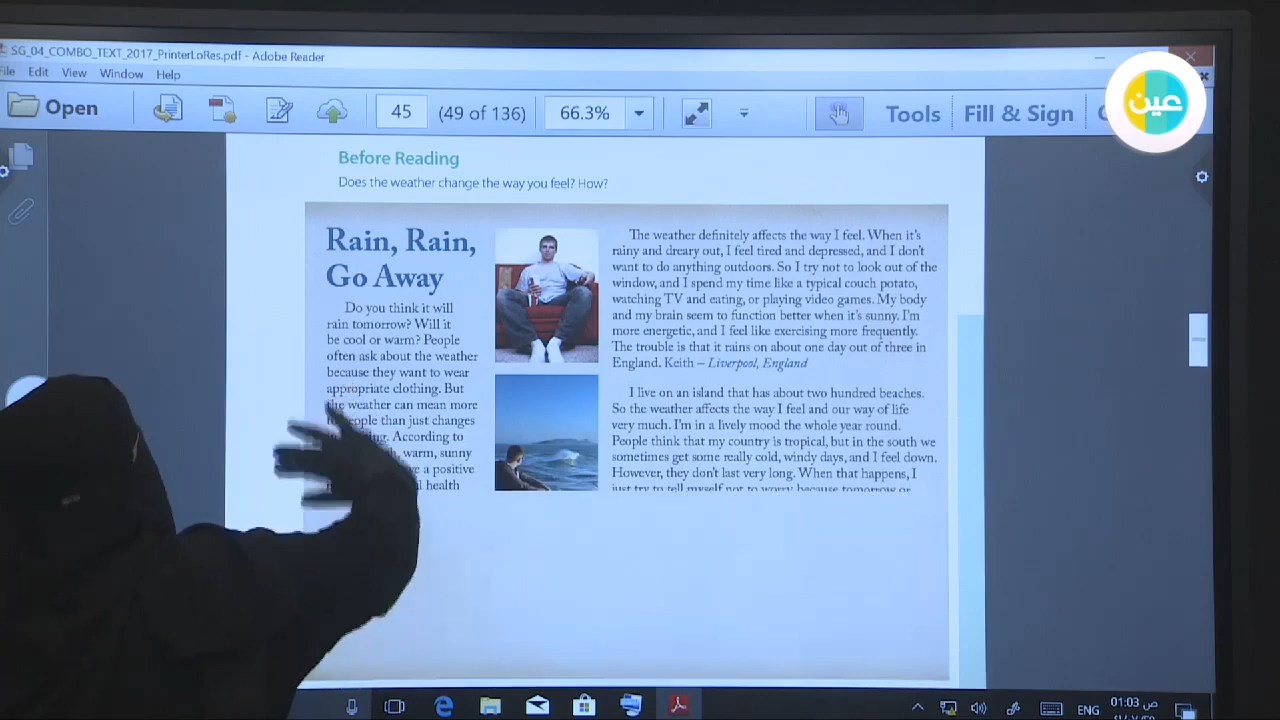 SG_04_COMBO_TEXT_2017_PrinterLoRes.pdf - Adobe Reader
File Edit View Window Help
Open
45 (49 of 136) 66.3% Tools Fill & Sign
عين
Before Reading
Does the weather change the way you feel? How?
Rain, Rain,
Go Away
Do you think it will
rain tomorrow? Will it
be cool or warm? People
often ask about the weather
because they want to wear
appropriate clothing. But
the weather can mean more
people than just changes
According to
warm, sunny
a positive
health
The weather definitely affects the way I feel. When it's
rainy and dreary out, I feel tired and depressed, and I don't
want to do anything outdoors. So I try not to look out of the
window, and I spend my time like a typical couch potato,
watching TV and eating, or playing video games. My body
and my brain seem to function better when it's sunny. I'm
more energetic, and I feel like exercising more frequently.
The trouble is that it rains on about one day out of three in
England. Keith – Liverpool, England
I live on an island that has about two hundred beaches.
So the weather affects the way I feel and our way of life
very much. I'm in a lively mood the whole year round.
People think that my country is tropical, but in the south we
sometimes get some really cold, windy days, and I feel down.
However, they don't last very long. When that happens, I
just try to tell myself not to worry because tomorrow or
ENG 01:03 ص